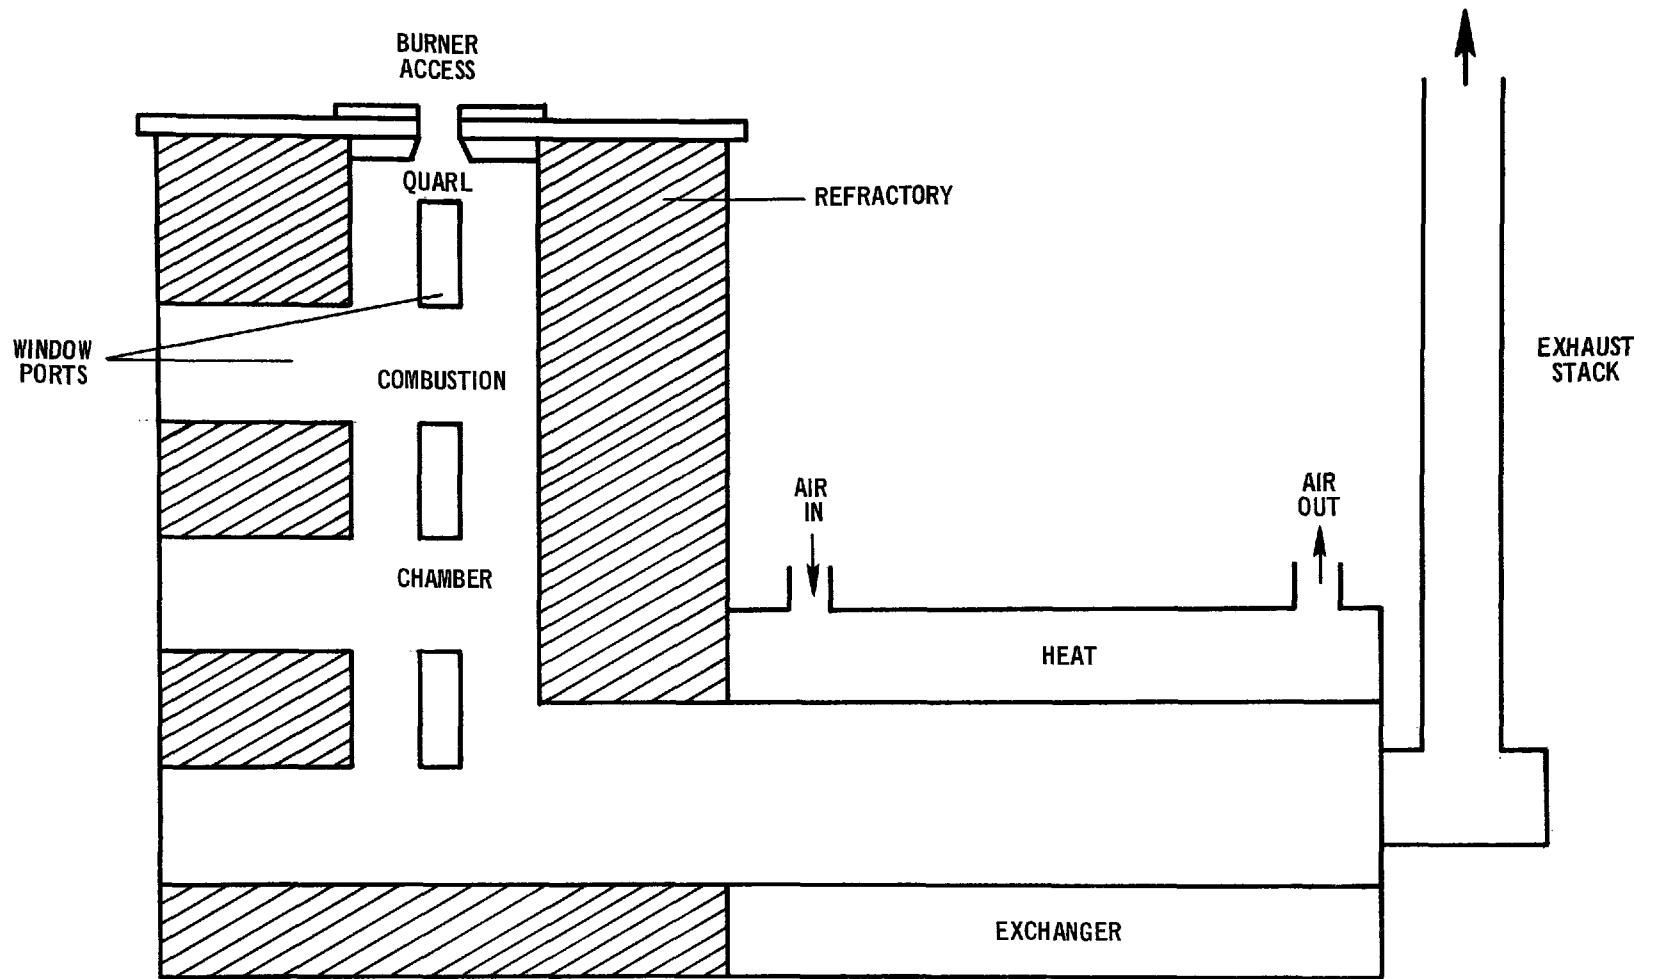 BURNER
ACCESS
QUARL
REFRACTORY
WINDOW
PORTS
COMBUSTION
EXHAUST
STACK
AIR
IN
AIR
OUT
CHAMBER
HEAT
EXCHANGER